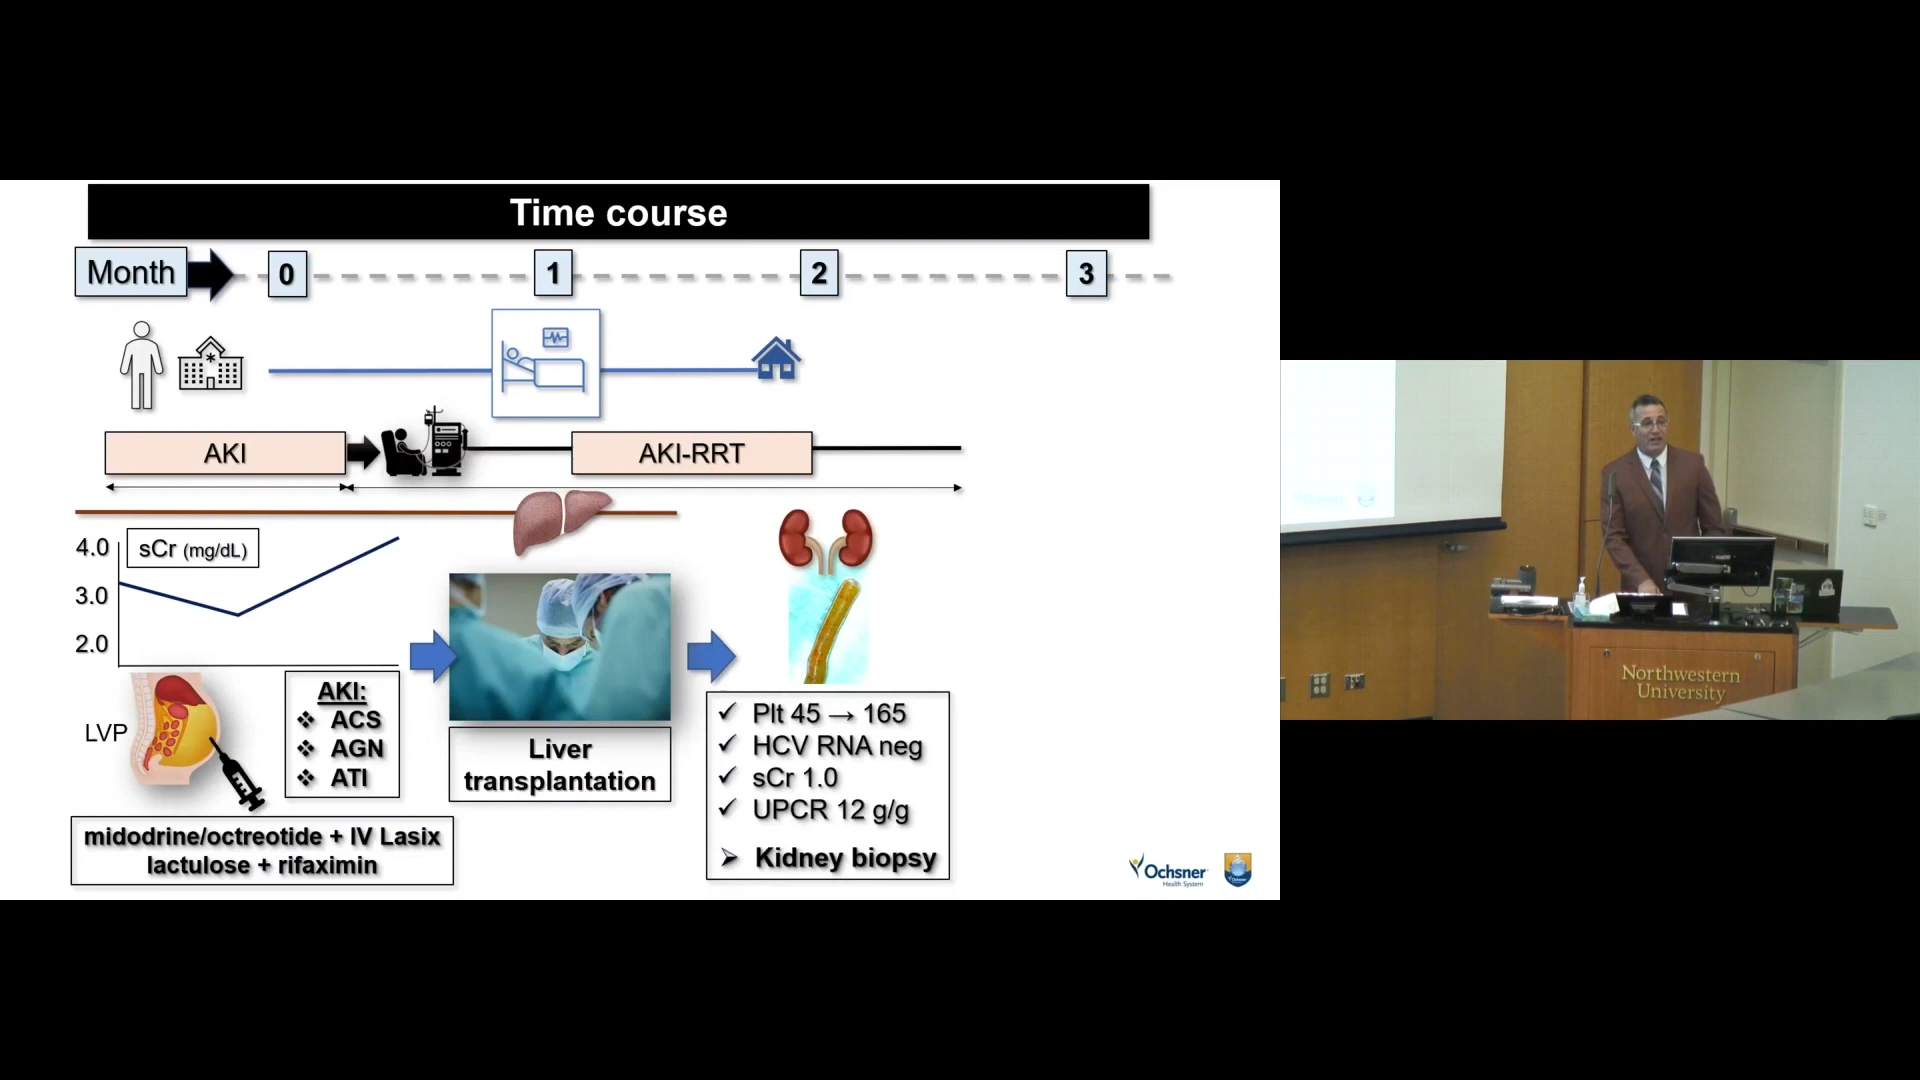 Time course
Month
0
1
2
3
AKI
AKI-RRT
4.0
3.0
2.0
sCr (mg/dL)
LVP
AKI:
❖ ACS
❖ AGN
❖ ATI
midodrine/octreotide + IV Lasix
lactulose + rifaximin
Liver
transplantation
✓ Plt 45 → 165
✓ HCV RNA neg
✓ sCr 1.0
✓ UPCR 12 g/g
➢ Kidney biopsy
Ochsner
Health System
Northwestern
University